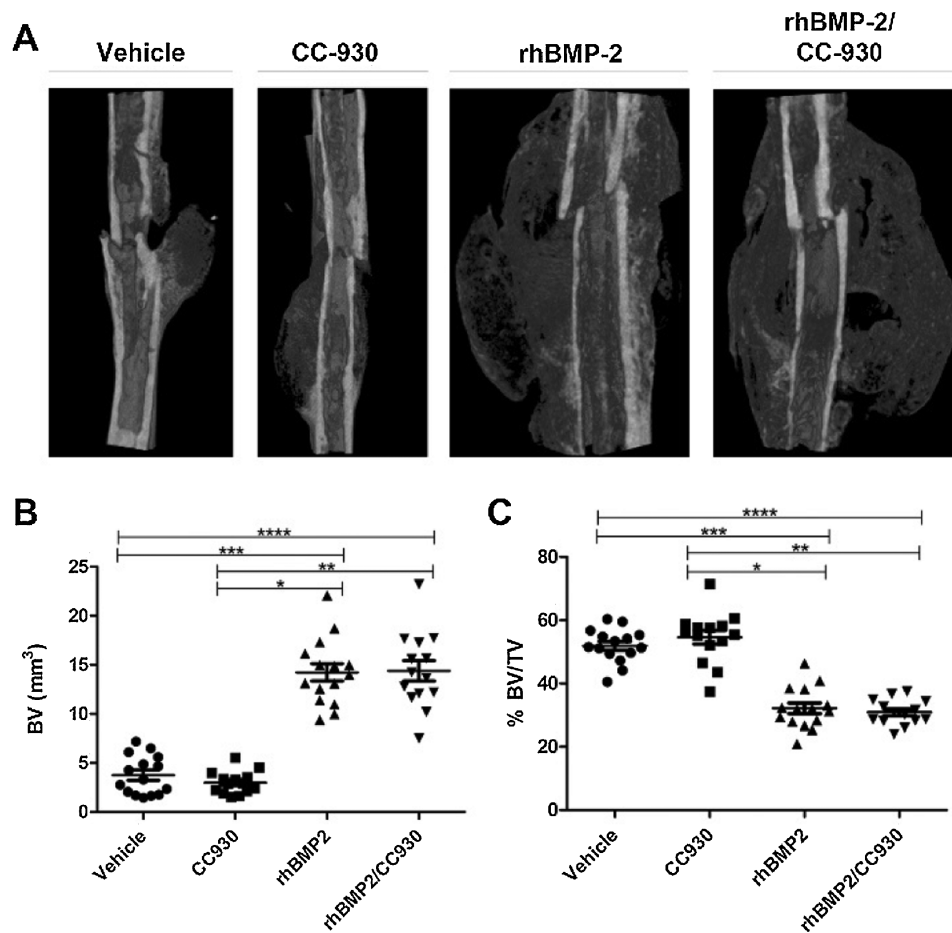 A
Vehicle
CC-930
rhBMP-2
rhBMP-2/
CC-930
B
****
***
**
*
25
20
15
10
5
0
BV (mm³)
Vehicle
CC930
rhBMP2
rhBMP2/CC930
C
****
***
**
*
80
60
40
20
0
% BV/TV
Vehicle
CC930
rhBMP2
rhBMP2/CC930